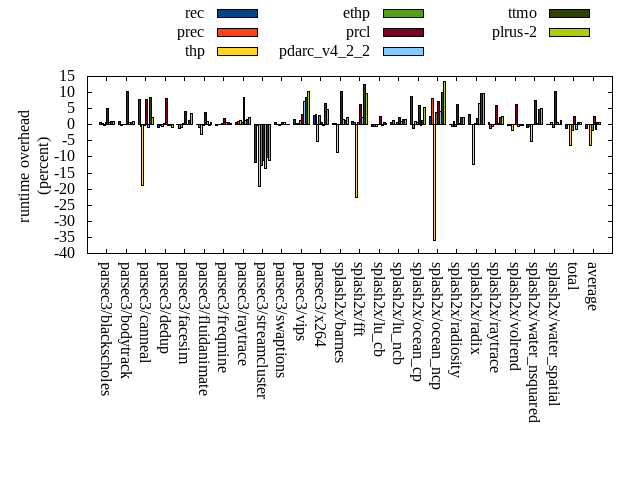 rec ethp ttmo
prec prcl plrus-2
thp pdarc_v4_2_2
runtime overhead
(percent)
15
10
5
0
-5
-10
-15
-20
-25
-30
-35
-40
parsec3/blackscholes
parsec3/bodytrack
parsec3/canneal
parsec3/dedup
parsec3/facesim
parsec3/fluidanimate
parsec3/freqmine
parsec3/raytrace
parsec3/streamcluster
parsec3/swaptions
parsec3/vips
parsec3/x264
splash2x/barnes
splash2x/fft
splash2x/lu_cb
splash2x/lu_ncb
splash2x/ocean_cp
splash2x/ocean_ncp
splash2x/radiosity
splash2x/radix
splash2x/raytrace
splash2x/volrend
splash2x/water_nsquared
splash2x/water_spatial
total
average